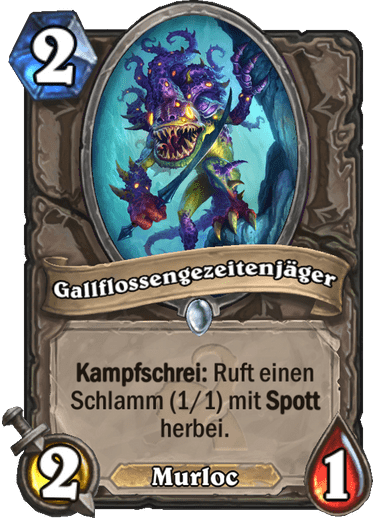 2
Gallflossengezeitenjäger
Kampfschrei: Ruft einen
Schlamm (1/1) mit Spott
herbei.
2
Murloc
1